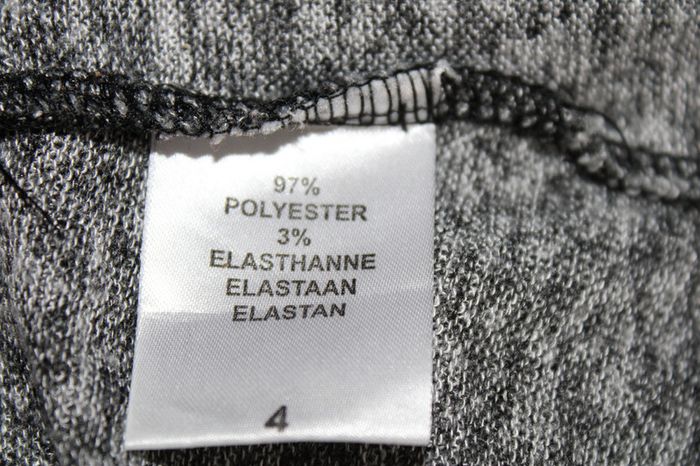 97%
POLYESTER
3%
ELASTHANNE
ELASTAAN
ELASTAN
4